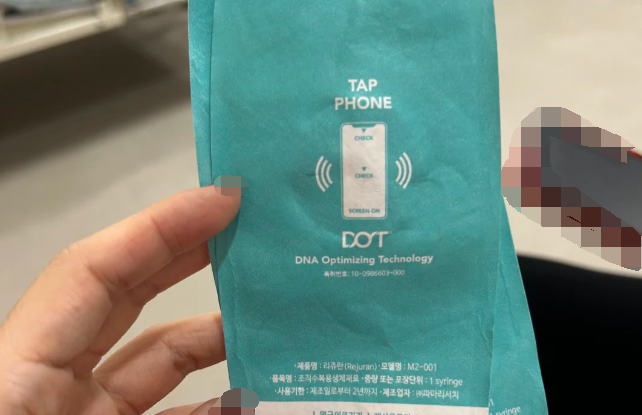 TAP
PHONE
CHECK
CHECK
SCREEN ON
DOT
DNA Optimizing Technology
특허번호: 10-0986603-000
·제품명 : 리쥬란(Rejuran) ·모델명 : M2-001
·품목명 : 조직수복용생체재료 ·중량 또는 포장단위 : 1 syringe
·사용기한 : 제조일로부터 2년까지 ·제조업자 : ㈜파마리서치
syringe